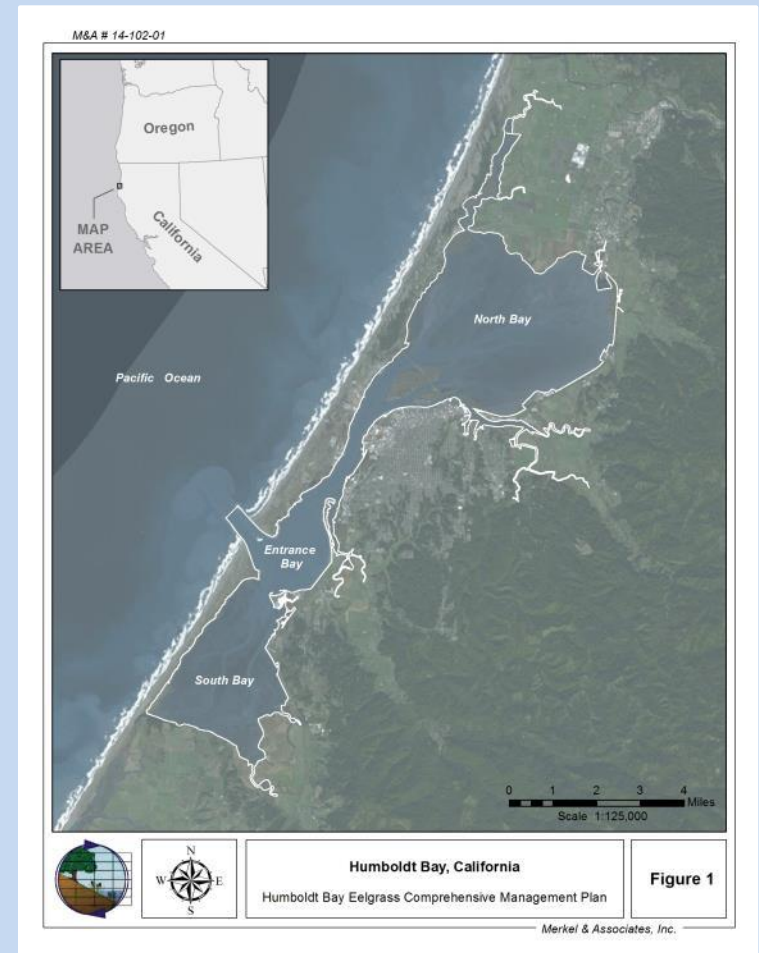 M&A # 14-102-01
Oregon
California
MAP
AREA
North Bay
Pacific Ocean
Entrance
Bay
South Bay
0 1 2 3 4
Miles
Scale 1:125,000
N
W E
S
Humboldt Bay, California
Humboldt Bay Eelgrass Comprehensive Management Plan
Figure 1
Merkel & Associates, Inc.